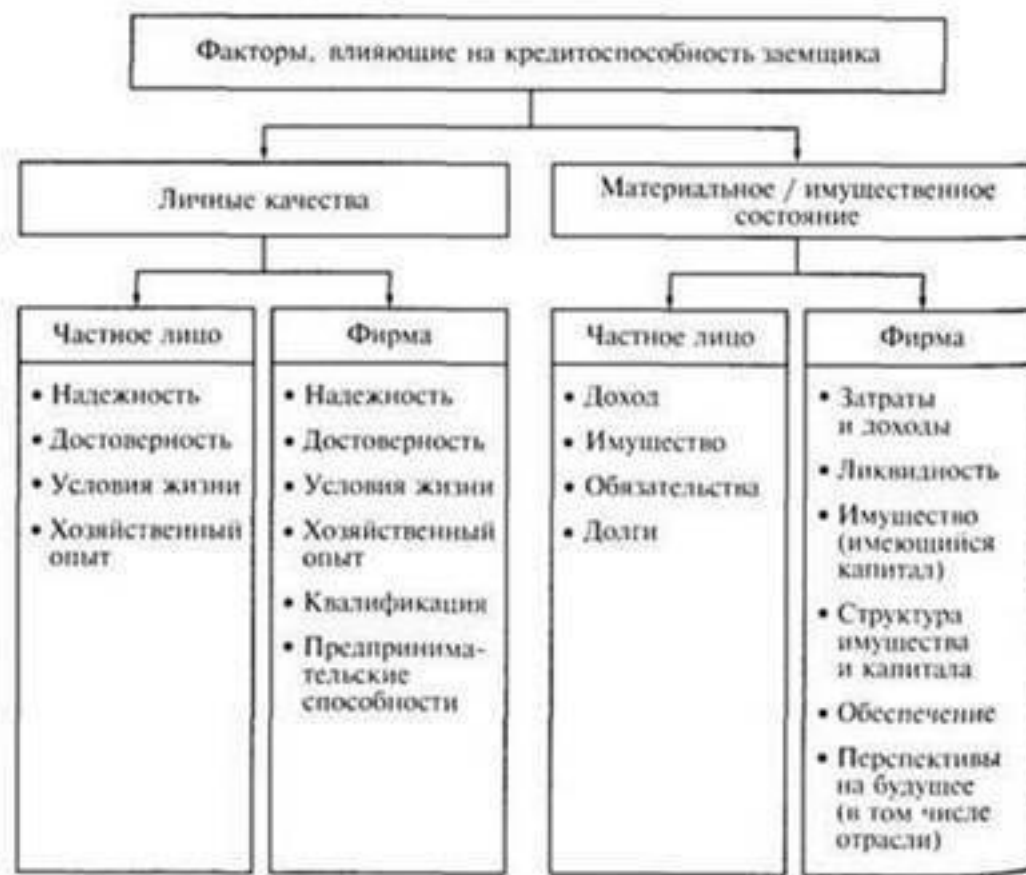 Факторы, влияющие на кредитоспособность заемщика
Личные качества
Материальное / имущественное
состояние
Частное лицо
• Надежность
• Достоверность
• Условия жизни
• Хозяйственный
опыт
Фирма
• Надежность
• Достоверность
• Условия жизни
• Хозяйственный
опыт
• Квалификация
• Предпринима-
тельские
способности
Частное лицо
• Доход
• Имущество
• Обязательства
• Долги
Фирма
• Затраты
и доходы
• Ликвидность
• Имущество
(имеющийся
капитал)
• Структура
имущества
и капитала
• Обеспечение
• Перспективы
на будущее
(в том числе
отрасли)